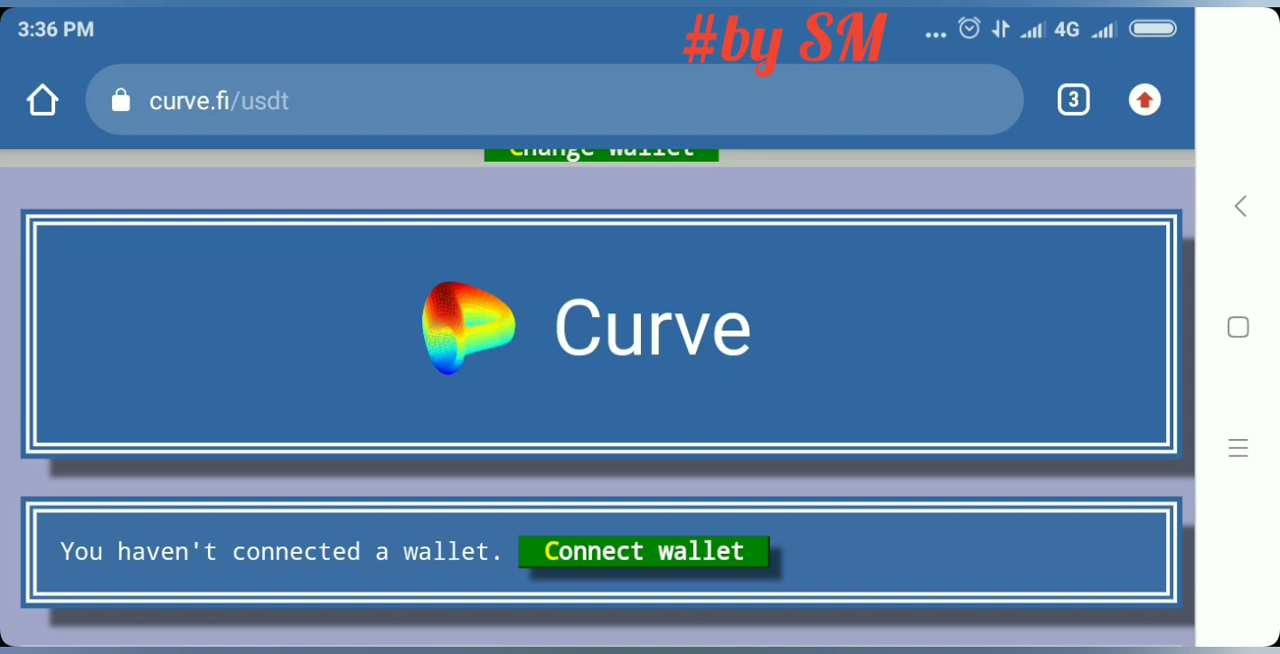 3:36 PM
#by SM
4G
curve.fi/usdt
3
Change wallet
Curve
You haven't connected a wallet. Connect wallet